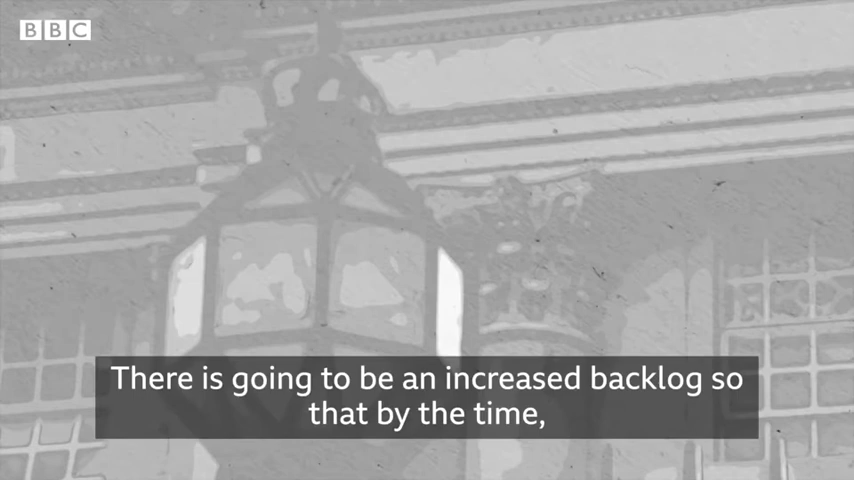 BBC
There is going to be an increased backlog so
that by the time,